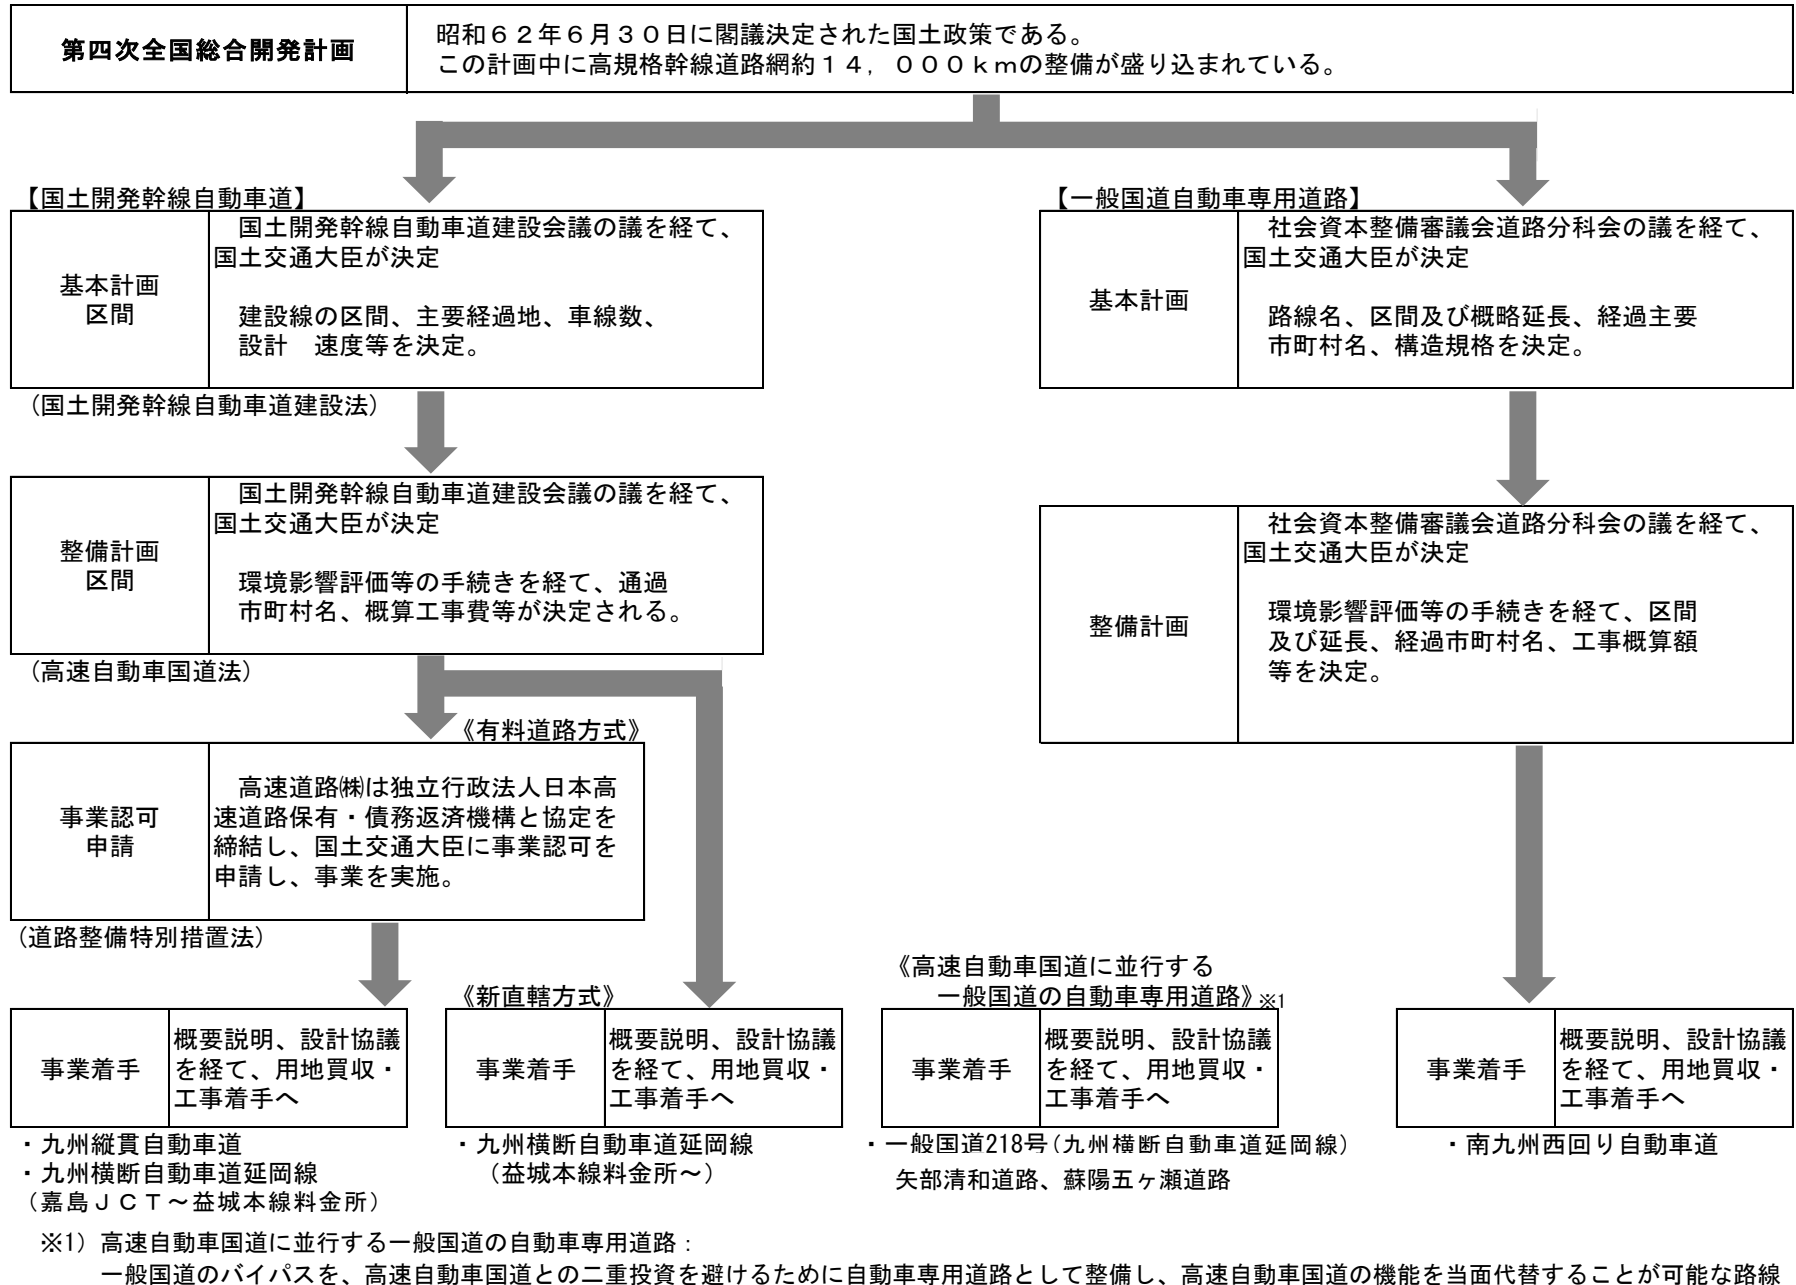 第四次全国総合開発計画
昭和６２年６月３０日に閣議決定された国土政策である。
この計画中に高規格幹線道路網約１４，０００ｋｍの整備が盛り込まれている。
【国土開発幹線自動車道】
基本計画
区間
国土開発幹線自動車道建設会議の議を経て、
国土交通大臣が決定
建設線の区間、主要経過地、車線数、
設計　速度等を決定。
（国土開発幹線自動車道建設法）
整備計画
区間
国土開発幹線自動車道建設会議の議を経て、
国土交通大臣が決定
環境影響評価等の手続きを経て、通過
市町村名、概算工事費等が決定される。
（高速自動車国道法）
《有料道路方式》
事業認可
申請
高速道路㈱は独立行政法人日本高
速道路保有・債務返済機構と協定を
締結し、国土交通大臣に事業認可を
申請し、事業を実施。
（道路整備特別措置法）
【一般国道自動車専用道路】
基本計画
社会資本整備審議会道路分科会の議を経て、
国土交通大臣が決定
路線名、区間及び概略延長、経過主要
市町村名、構造規格を決定。
整備計画
社会資本整備審議会道路分科会の議を経て、
国土交通大臣が決定
環境影響評価等の手続きを経て、区間
及び延長、経過市町村名、工事概算額
等を決定。
事業着手
概要説明、設計協議
を経て、用地買収・
工事着手へ
・九州縦貫自動車道
・九州横断自動車道延岡線
（嘉島ＪＣＴ～益城本線料金所）
《新直轄方式》
事業着手
概要説明、設計協議
を経て、用地買収・
工事着手へ
・九州横断自動車道延岡線
（益城本線料金所～）
《高速自動車国道に並行する
一般国道の自動車専用道路》※1
事業着手
概要説明、設計協議
を経て、用地買収・
工事着手へ
・一般国道218号（九州横断自動車道延岡線）
矢部清和道路、蘇陽五ヶ瀬道路
事業着手
概要説明、設計協議
を経て、用地買収・
工事着手へ
・南九州西回り自動車道
※1）高速自動車国道に並行する一般国道の自動車専用道路：
一般国道のバイパスを、高速自動車国道との二重投資を避けるために自動車専用道路として整備し、高速自動車国道の機能を当面代替することが可能な路線